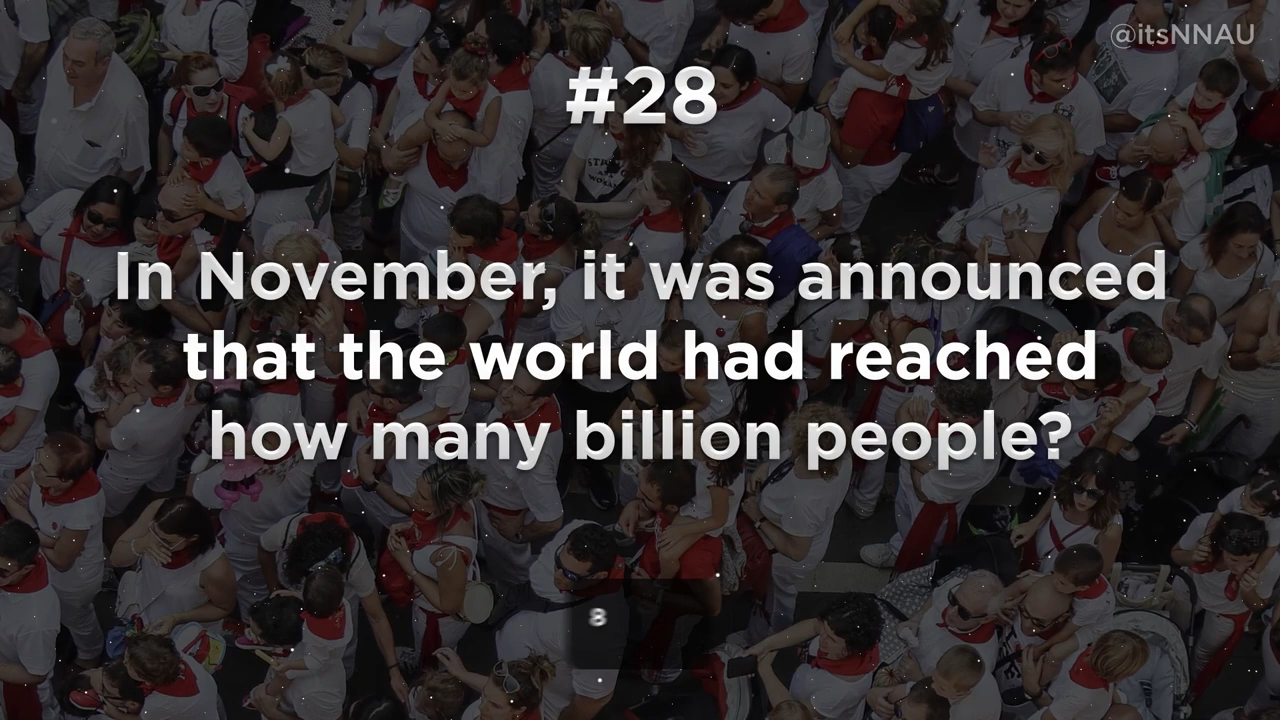 @itsNNAU
#28
In November, it was announced
that the world had reached
how many billion people?
8